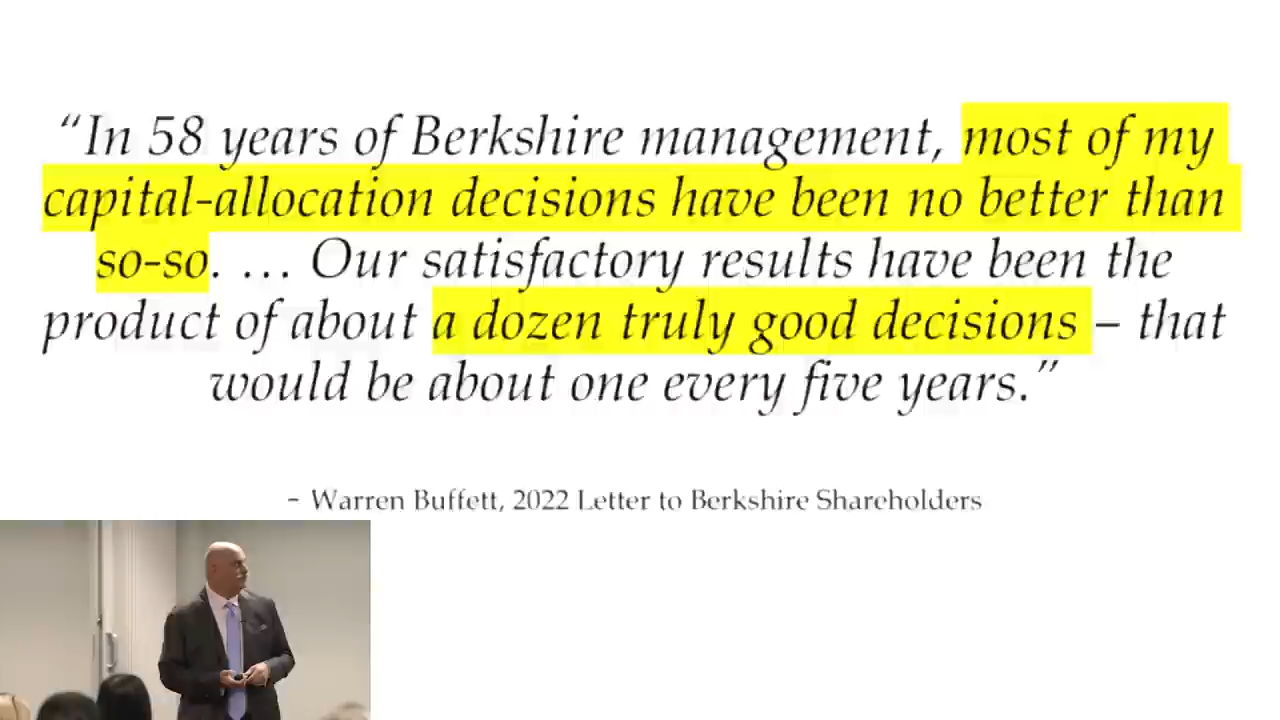 “In 58 years of Berkshire management, most of my
capital-allocation decisions have been no better than
so-so. … Our satisfactory results have been the
product of about a dozen truly good decisions – that
would be about one every five years.”
– Warren Buffett, 2022 Letter to Berkshire Shareholders